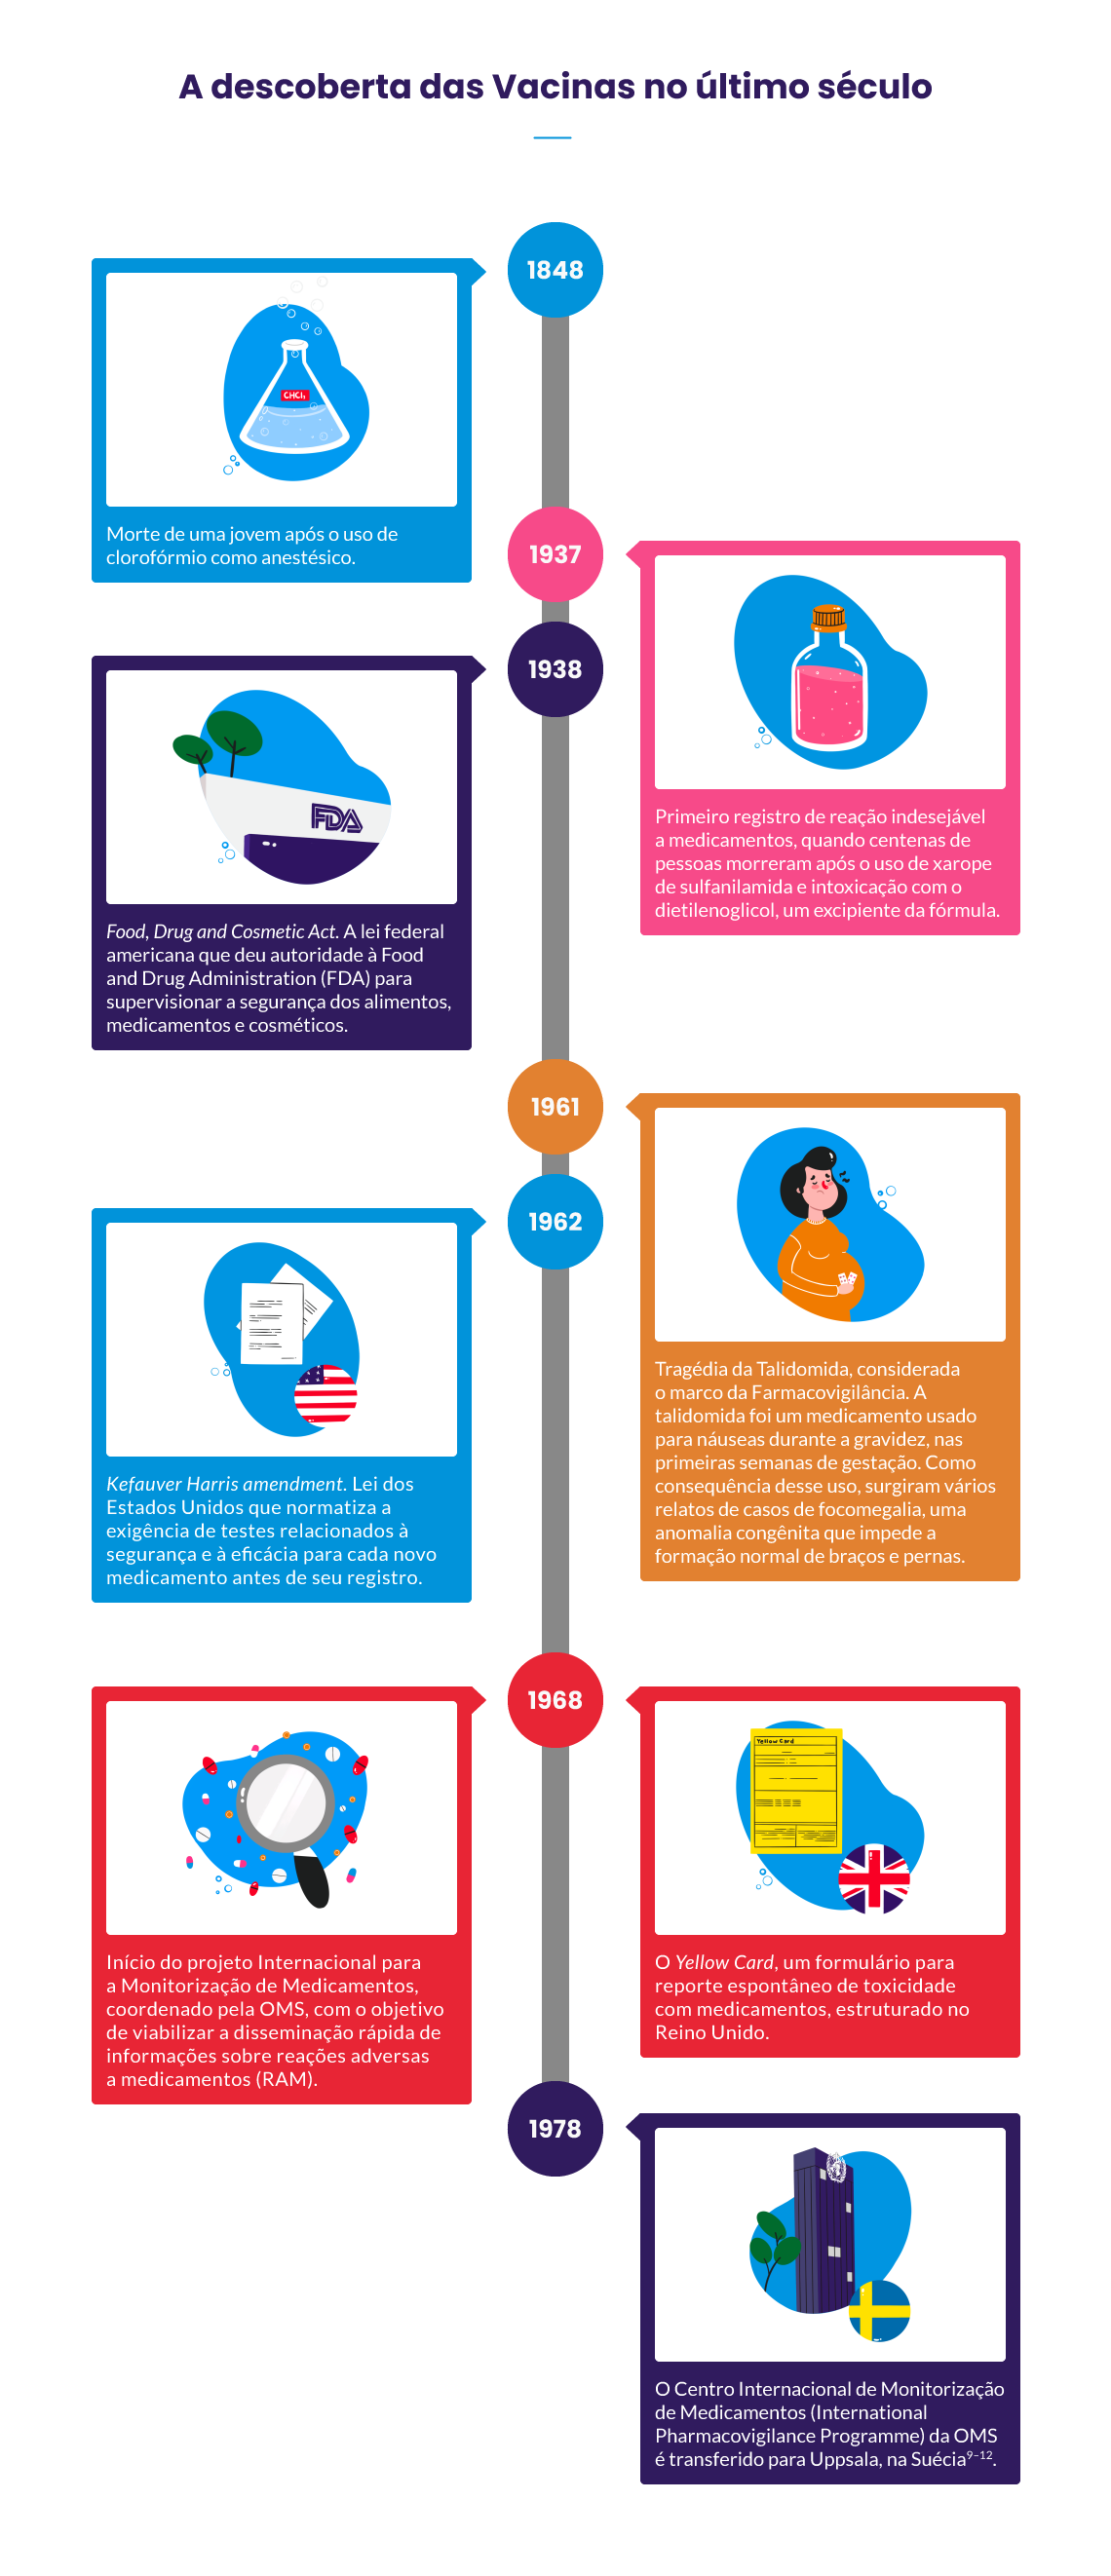 A descoberta das Vacinas no último século
1848
CHCl₃
Morte de uma jovem após o uso de
clorofórmio como anestésico.
1937
Primeiro registro de reação indesejável
a medicamentos, quando centenas de
pessoas morreram após o uso de xarope
de sulfanilamida e intoxicação com o
dietilenoglicol, um excipiente da fórmula.
1938
FDA
Food, Drug and Cosmetic Act. A lei federal
americana que deu autoridade à Food
and Drug Administration (FDA) para
supervisionar a segurança dos alimentos,
medicamentos e cosméticos.
1961
Tragédia da Talidomida, considerada
o marco da Farmacovigilância. A
talidomida foi um medicamento usado
para náuseas durante a gravidez, nas
primeiras semanas de gestação. Como
consequência desse uso, surgiram vários
relatos de casos de focomegalia, uma
anomalia congênita que impede a
formação normal de braços e pernas.
1962
Kefauver Harris amendment. Lei dos
Estados Unidos que normatiza a
exigência de testes relacionados à
segurança e à eficácia para cada novo
medicamento antes de seu registro.
1968
Início do projeto Internacional para
a Monitorização de Medicamentos,
coordenado pela OMS, com o objetivo
de viabilizar a disseminação rápida de
informações sobre reações adversas
a medicamentos (RAM).
Yellow Card
O Yellow Card, um formulário para
reporte espontâneo de toxicidade
com medicamentos, estruturado no
Reino Unido.
1978
O Centro Internacional de Monitorização
de Medicamentos (International
Pharmacovigilance Programme) da OMS
é transferido para Uppsala, na Suécia⁹⁻¹².